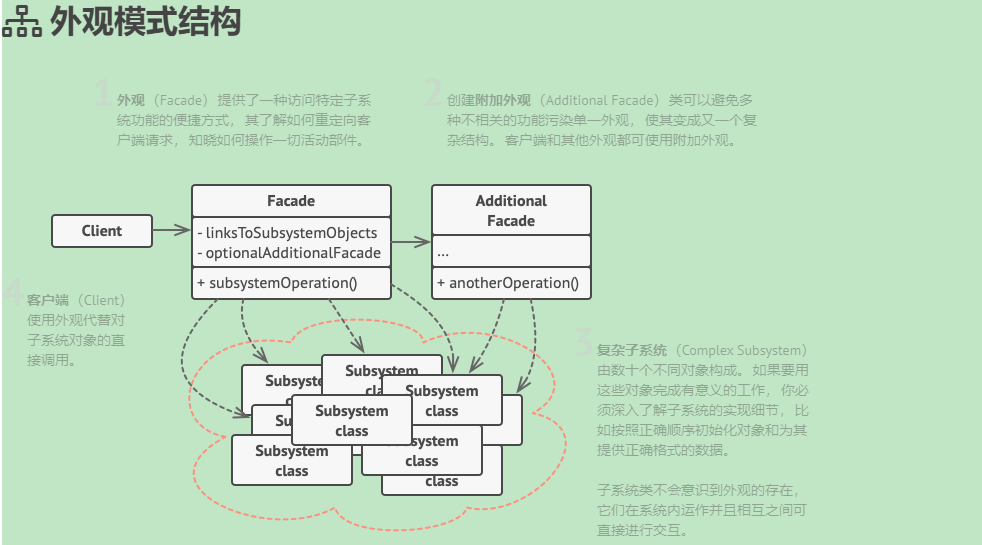 外观模式结构
1
外观（Facade）提供了一种访问特定子系
统功能的便捷方式， 其了解如何重定向客
户端请求， 知晓如何操作一切活动部件。
2
创建附加外观（Additional Facade）类可以避免多
种不相关的功能污染单一外观， 使其变成又一个复
杂结构。 客户端和其他外观都可使用附加外观。
Client
Facade
- linksToSubsystemObjects
- optionalAdditionalFacade
+ subsystemOperation()
Additional
Facade
...
+ anotherOperation()
4
客户端（Client）
使用外观代替对
子系统对象的直
接调用。
3
复杂子系统（Complex Subsystem）
由数十个不同对象构成。 如果要用
这些对象完成有意义的工作， 你必
须深入了解子系统的实现细节， 比
如按照正确顺序初始化对象和为其
提供正确格式的数据。
子系统类不会意识到外观的存在，
它们在系统内运作并且相互之间可
直接进行交互。
Subsystem
Subsystem
class
Subsystem
class
Subsystem
class
class
class